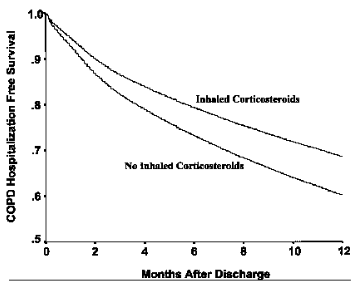 COPD Hospitalization Free Survival
1.0
.9
.8
.7
.6
.5
Inhaled Corticosteroids
No Inhaled Corticosteroids
0 2 4 6 8 10 12
Months After Discharge